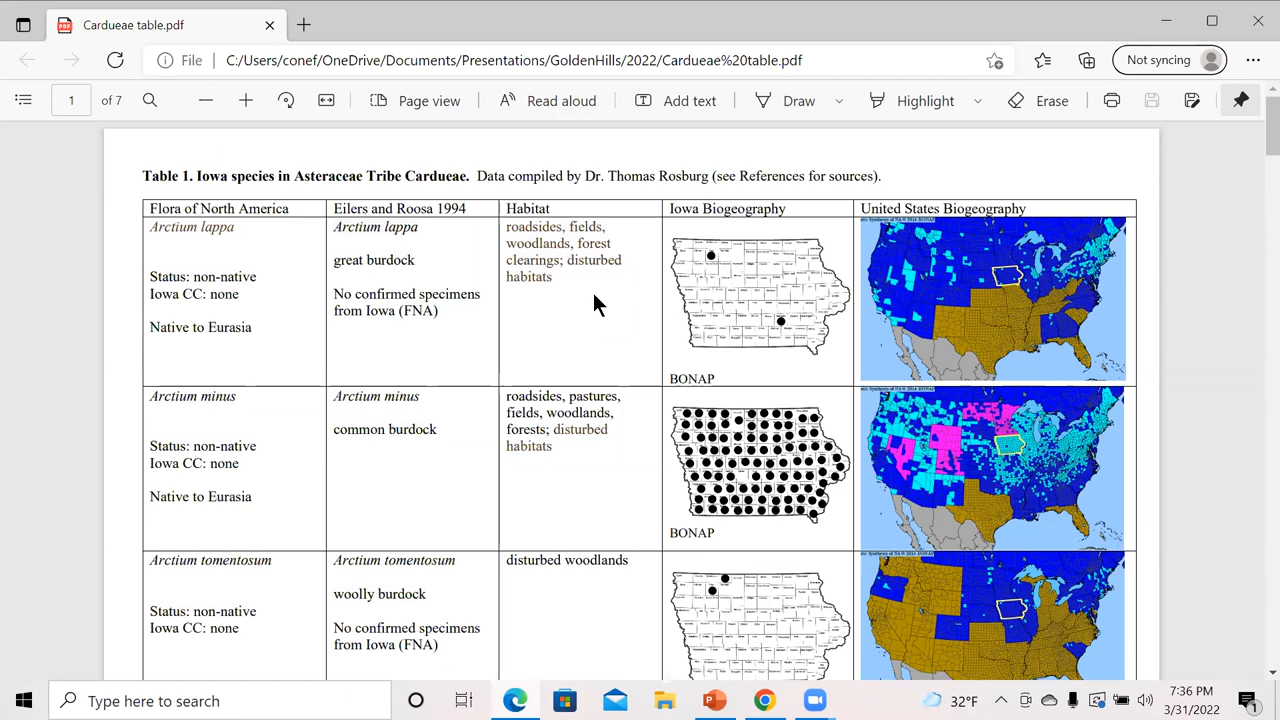 Cardueae table.pdf
File
C:/Users/conef/OneDrive/Documents/Presentations/GoldenHills/2022/Cardueae%20table.pdf
Not syncing
1
of 7
Page view
Read aloud
Add text
Draw
Highlight
Erase
Table 1. Iowa species in Asteraceae Tribe Cardueae. Data compiled by Dr. Thomas Rosburg (see References for sources).
Flora of North America
Eilers and Roosa 1994
Habitat
Iowa Biogeography
United States Biogeography
Arctium lappa
Status: non-native
Iowa CC: none
Native to Eurasia
Arctium lappa
great burdock
No confirmed specimens
from Iowa (FNA)
roadsides, fields,
woodlands, forest
clearings; disturbed
habitats
BONAP
Arctium minus
Status: non-native
Iowa CC: none
Native to Eurasia
Arctium minus
common burdock
roadsides, pastures,
fields, woodlands,
forests; disturbed
habitats
BONAP
Arctium tomentosum
Status: non-native
Iowa CC: none
Arctium tomentosum
woolly burdock
No confirmed specimens
from Iowa (FNA)
disturbed woodlands
Type here to search
32°F
7:36 PM
3/31/2022